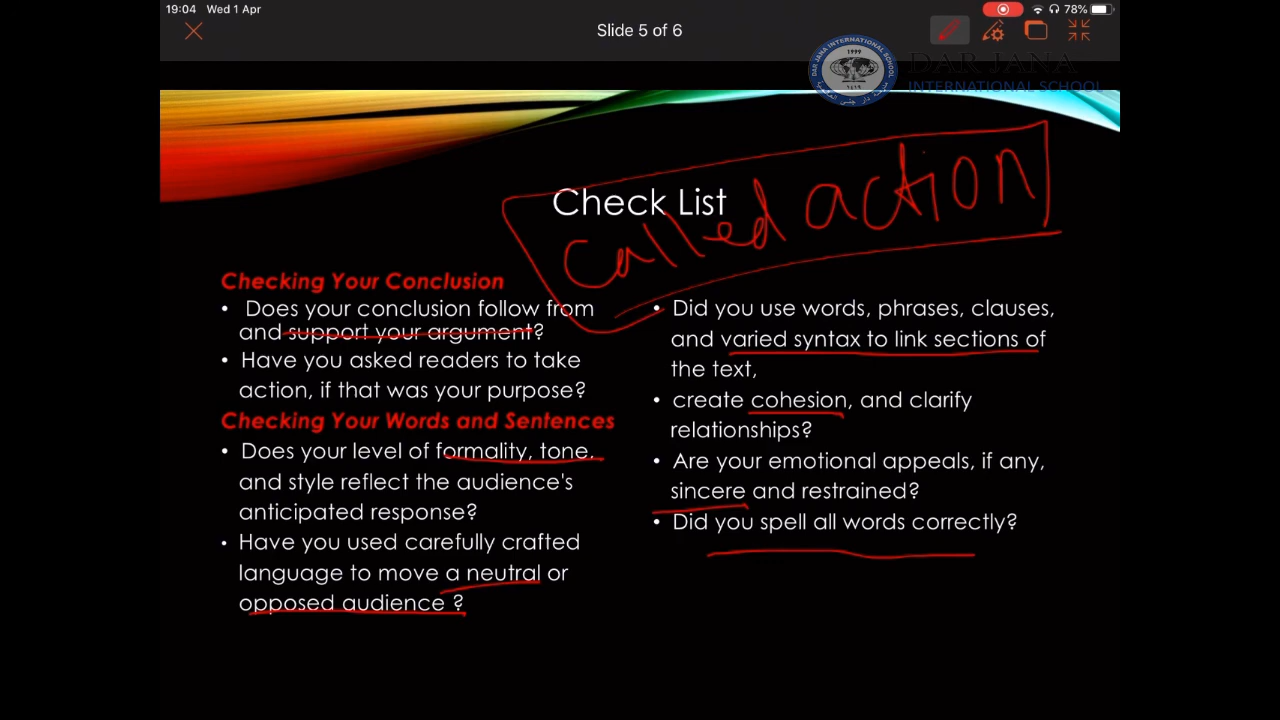 19:04 Wed 1 Apr
78%
Slide 5 of 6
1999
DAR JANA
INTERNATIONAL SCHOOL
Check List
called action
Checking Your Conclusion
• Does your conclusion follow from
and support your argument?
• Have you asked readers to take
action, if that was your purpose?
Checking Your Words and Sentences
• Does your level of formality, tone,
and style reflect the audience's
anticipated response?
• Have you used carefully crafted
language to move a neutral or
opposed audience ?
• Did you use words, phrases, clauses,
and varied syntax to link sections of
the text,
• create cohesion, and clarify
relationships?
• Are your emotional appeals, if any,
sincere and restrained?
• Did you spell all words correctly?